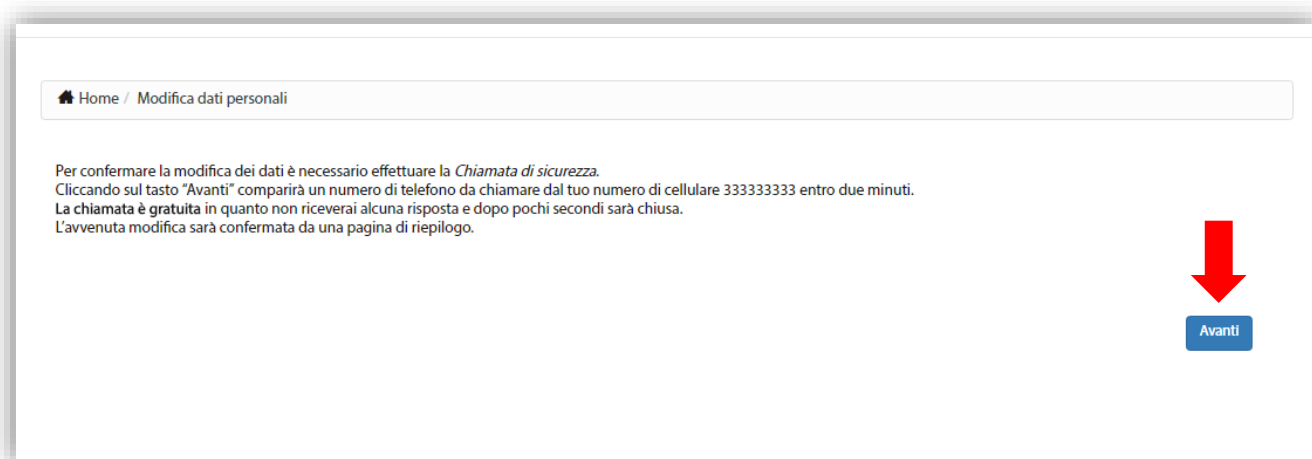 Home / Modifica dati personali
Per confermare la modifica dei dati è necessario effettuare la Chiamata di sicurezza.
Cliccando sul tasto “Avanti” comparirà un numero di telefono da chiamare dal tuo numero di cellulare 333333333 entro due minuti.
La chiamata è gratuita in quanto non riceverai alcuna risposta e dopo pochi secondi sarà chiusa.
L’avvenuta modifica sarà confermata da una pagina di riepilogo.
Avanti